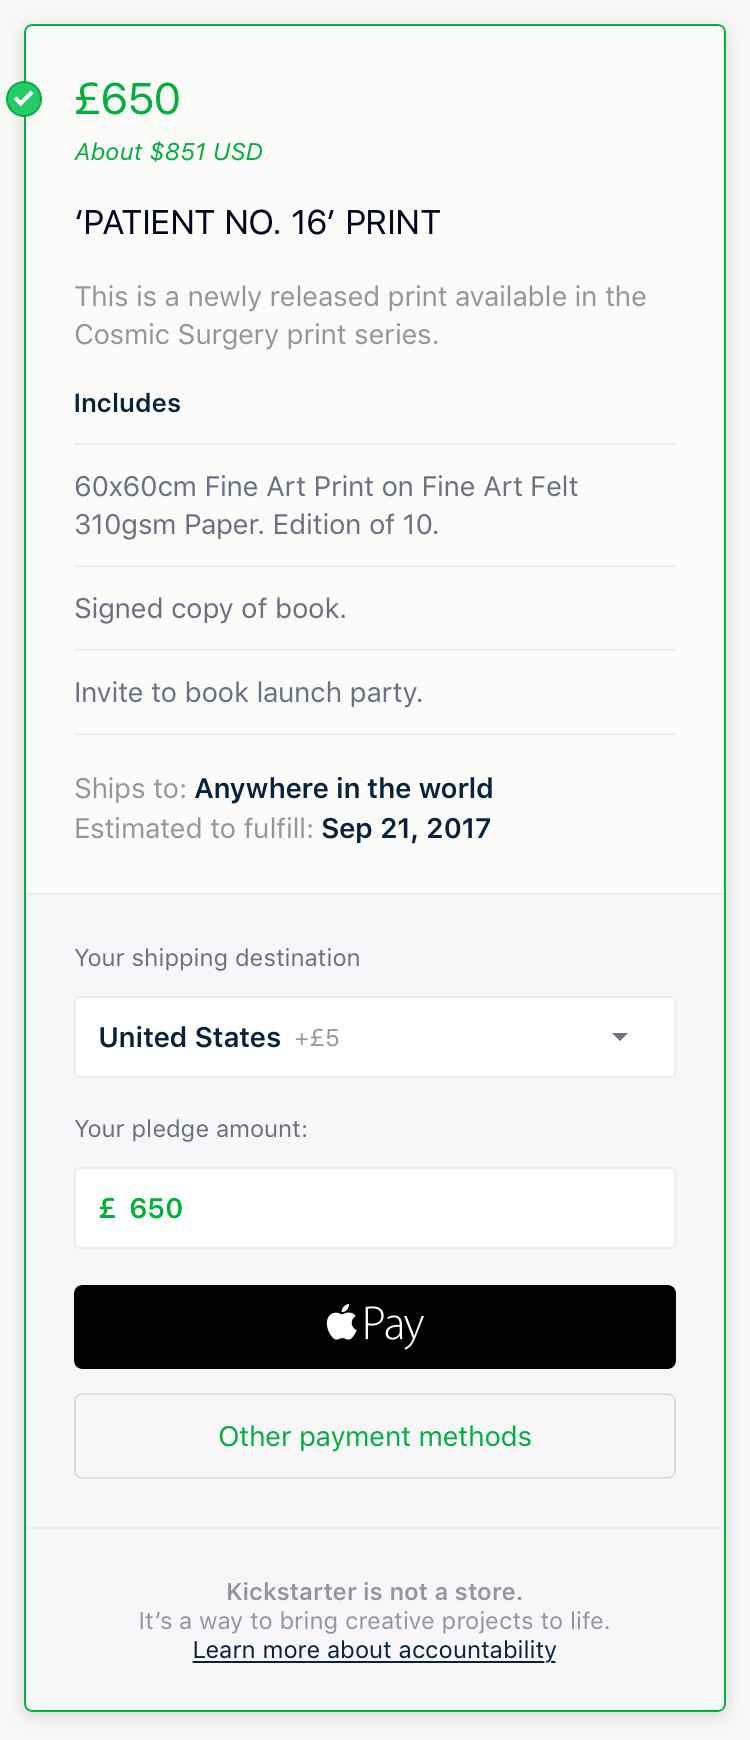 £650
About $851 USD
‘PATIENT NO. 16’ PRINT
This is a newly released print available in the
Cosmic Surgery print series.
Includes
60x60cm Fine Art Print on Fine Art Felt
310gsm Paper. Edition of 10.
Signed copy of book.
Invite to book launch party.
Ships to: Anywhere in the world
Estimated to fulfill: Sep 21, 2017
Your shipping destination
United States +£5
Your pledge amount:
£ 650
Pay
Other payment methods
Kickstarter is not a store.
It’s a way to bring creative projects to life.
Learn more about accountability